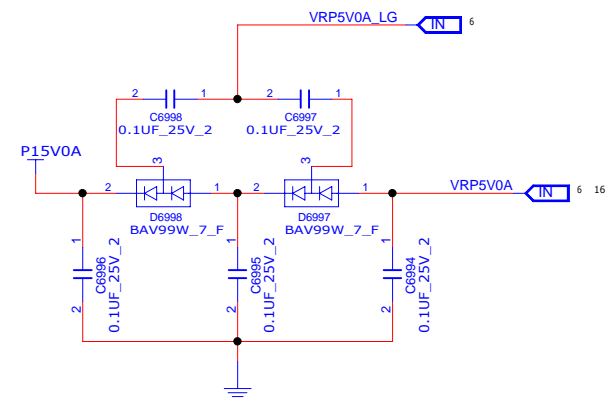 VRP5V0A_LG
IN
6
2
1
2
1
C6998
C6997
0.1UF_25V_2
0.1UF_25V_2
P15V0A
3
3
2
1
2
1
VRP5V0A
IN
6
16
D6998
D6997
BAV99W_7_F
BAV99W_7_F
1
C6996
0.1UF_25V_2
2
1
C6995
0.1UF_25V_2
2
1
C6994
0.1UF_25V_2
2